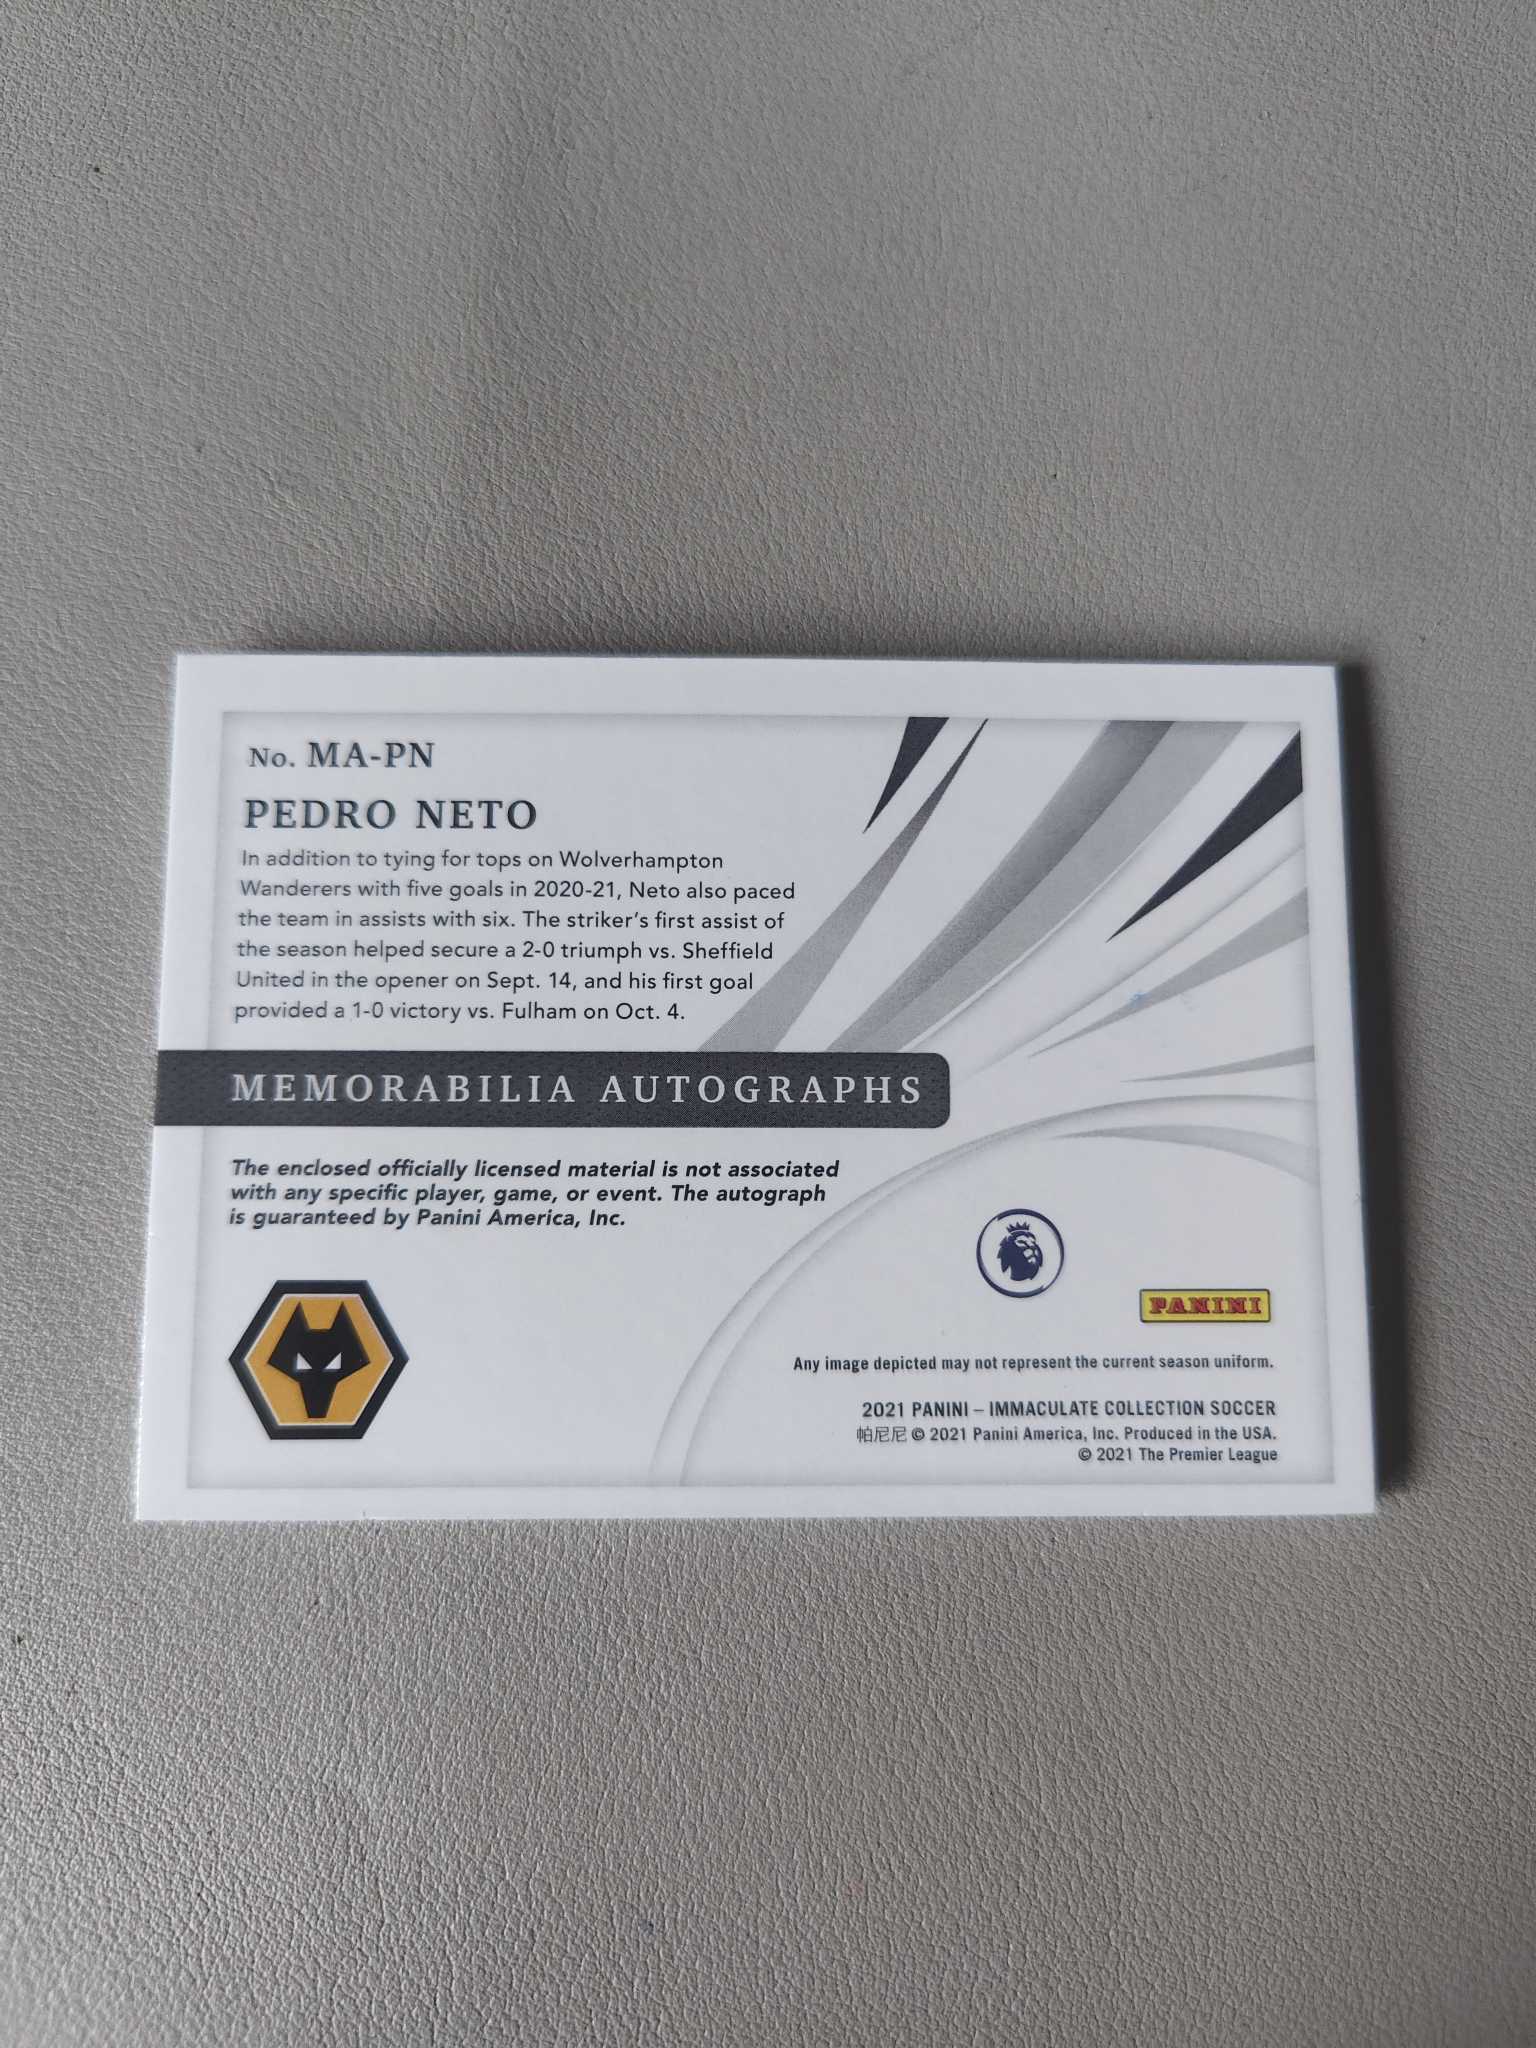 No. MA-PN
PEDRO NETO
In addition to tying for tops on Wolverhampton
Wanderers with five goals in 2020-21, Neto also paced
the team in assists with six. The striker's first assist of
the season helped secure a 2-0 triumph vs. Sheffield
United in the opener on Sept. 14, and his first goal
provided a 1-0 victory vs. Fulham on Oct. 4.
MEMORABILIA AUTOGRAPHS
The enclosed officially licensed material is not associated
with any specific player, game, or event. The autograph
is guaranteed by Panini America, Inc.
PANINI
Any image depicted may not represent the current season uniform.
2021 PANINI – IMMACULATE COLLECTION SOCCER
帕尼尼 © 2021 Panini America, Inc. Produced in the USA.
© 2021 The Premier League